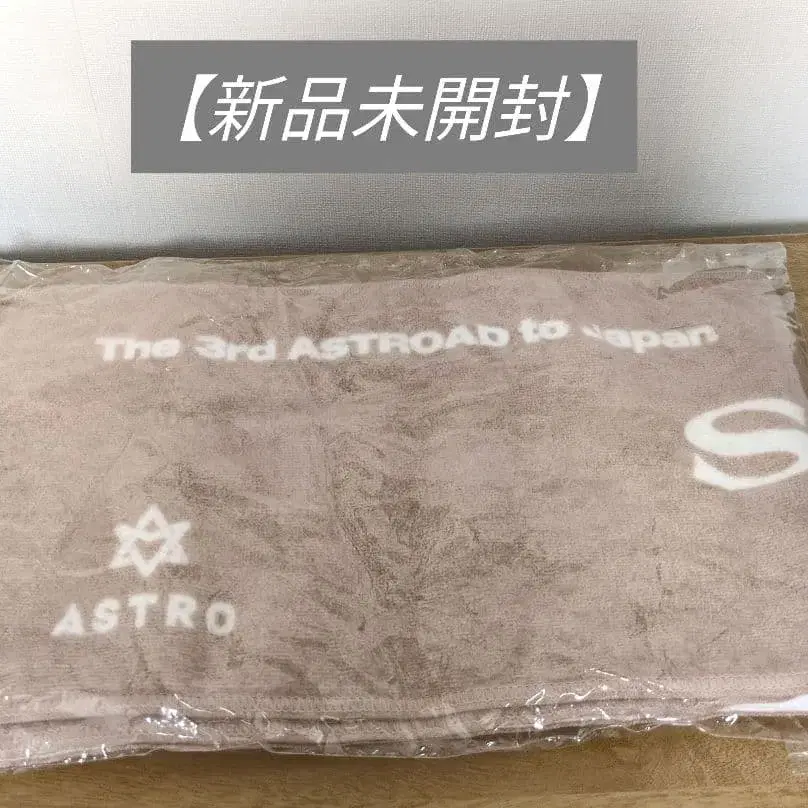 【新品未開封】
The 3rd ASTROAD to Japan
S
ASTRO